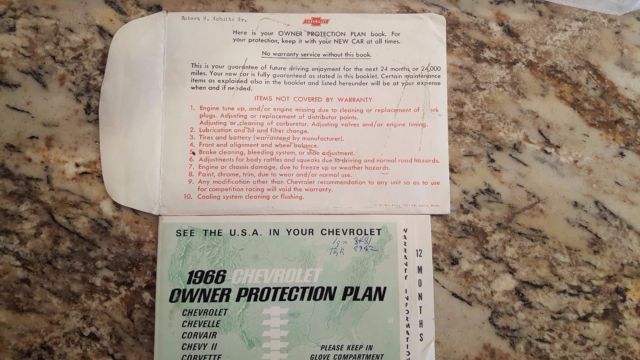 Robert H. Schultz Sr.
CHEVROLET
Here is your OWNER PROTECTION PLAN book. For
your protection, keep it with your NEW CAR at all times.
No warranty service without this book.
This is your guarantee of future driving enjoyment for the next 24 months or 24,000
miles. Your new car is fully guaranteed as stated in this booklet. Certain maintenance
items as explained also in the booklet and listed hereunder will be at your expense
when and if needed.
ITEMS NOT COVERED BY WARRANTY
1. Engine tune up, and/or engine missing due to cleaning or replacement of
plugs. Adjusting or replacement of distributor points.
Adjusting or cleaning of carburetor. Adjusting valves and/or engine timing.
2. Lubrication and oil and filter change.
3. Tires and battery (warranteed by manufacturer).
4. Front end alignment and wheel balance.
5. Brake cleaning, bleeding system, or shoe adjustment.
6. Adjustments for body rattles and squeaks due to driving and normal road hazards.
7. Engine or chassis damage, due to freeze up or weather hazards.
8. Paint, chrome, trim, due to wear and/or normal use.
9. Any modification other than Chevrolet recommendation to any unit so as to use
for competition racing will void the warranty.
10. Cooling system cleaning or flushing.
SEE THE U.S.A. IN YOUR CHEVROLET
Ign 8481
1966 CHEVROLET
OWNER PROTECTION PLAN
CHEVROLET
CHEVELLE
CORVAIR
CHEVY II
CORVETTE
PLEASE KEEP IN
GLOVE COMPARTMENT
WARRANTY INFORMATION
12 MONTHS